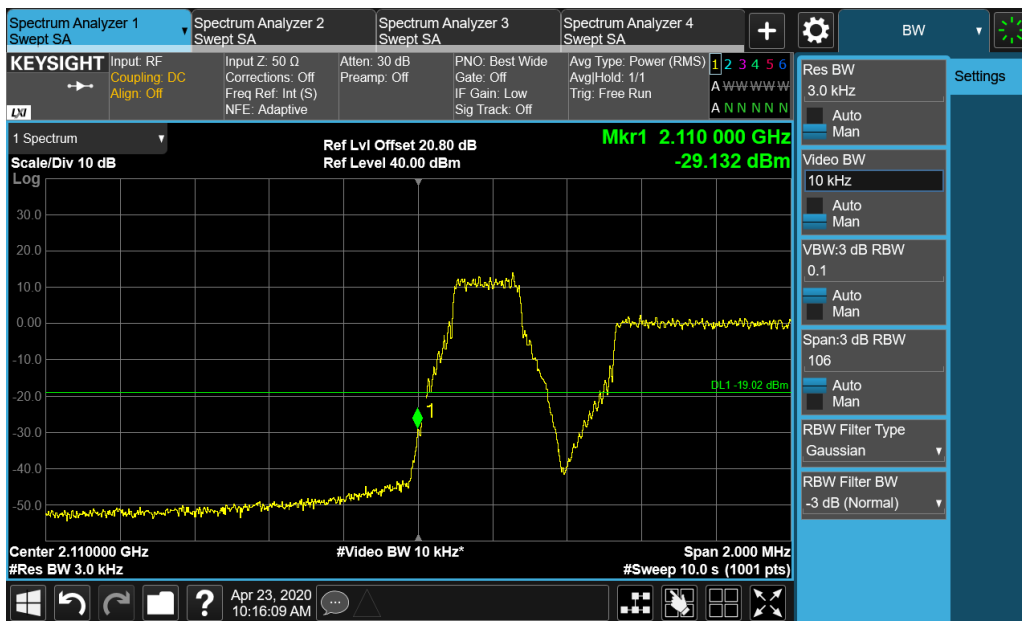 Spectrum Analyzer 1
Swept SA
Spectrum Analyzer 2
Swept SA
Spectrum Analyzer 3
Swept SA
Spectrum Analyzer 4
Swept SA
+
BW
KEYSIGHT
LXI
Input: RF
Coupling: DC
Align: Off
Input Z: 50 Ω
Corrections: Off
Freq Ref: Int (S)
NFE: Adaptive
Atten: 30 dB
Preamp: Off
PNO: Best Wide
Gate: Off
IF Gain: Low
Sig Track: Off
Avg Type: Power (RMS)
Avg|Hold: 1/1
Trig: Free Run
1 2 3 4 5 6
A W W W W W
A N N N N N
1 Spectrum
Scale/Div 10 dB
Log
Ref Lvl Offset 20.80 dB
Ref Level 40.00 dBm
Mkr1 2.110 000 GHz
-29.132 dBm
30.0
20.0
10.0
0.00
-10.0
-20.0
-30.0
-40.0
-50.0
DL1 -19.02 dBm
1
Center 2.110000 GHz
#Res BW 3.0 kHz
#Video BW 10 kHz*
Span 2.000 MHz
#Sweep 10.0 s (1001 pts)
Res BW
3.0 kHz
Auto
Man
Video BW
10 kHz
Auto
Man
VBW:3 dB RBW
0.1
Auto
Man
Span:3 dB RBW
106
Auto
Man
RBW Filter Type
Gaussian
RBW Filter BW
-3 dB (Normal)
Settings
?
Apr 23, 2020
10:16:09 AM